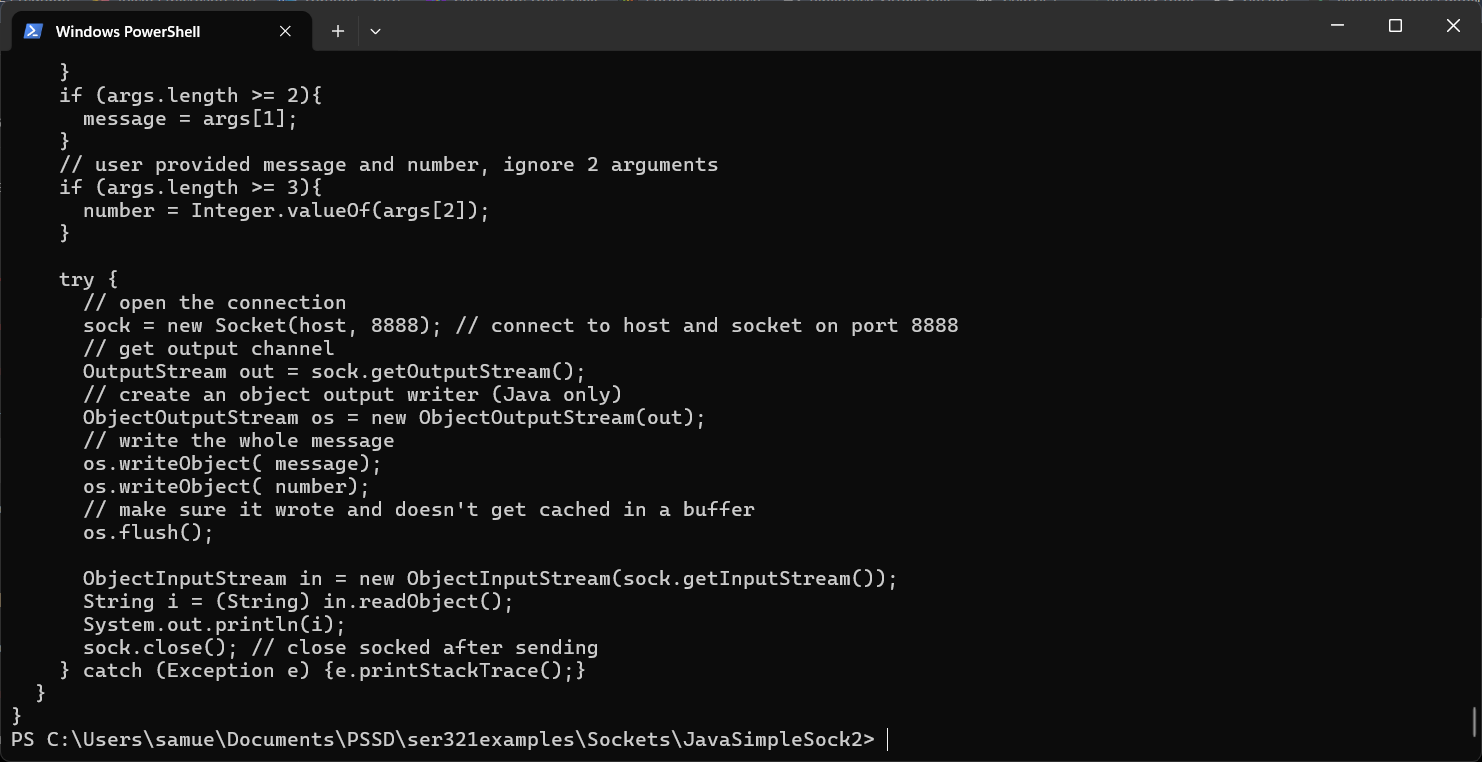 Windows PowerShell
    }
    if (args.length >= 2){
      message = args[1];
    }
    // user provided message and number, ignore 2 arguments
    if (args.length >= 3){
      number = Integer.valueOf(args[2]);
    }

    try {
      // open the connection
      sock = new Socket(host, 8888); // connect to host and socket on port 8888
      // get output channel
      OutputStream out = sock.getOutputStream();
      // create an object output writer (Java only)
      ObjectOutputStream os = new ObjectOutputStream(out);
      // write the whole message
      os.writeObject( message);
      os.writeObject( number);
      // make sure it wrote and doesn't get cached in a buffer
      os.flush();

      ObjectInputStream in = new ObjectInputStream(sock.getInputStream());
      String i = (String) in.readObject();
      System.out.println(i);
      sock.close(); // close socked after sending
    } catch (Exception e) {e.printStackTrace();}
  }
}
PS C:\Users\samue\Documents\PSSD\ser321examples\Sockets\JavaSimpleSock2>